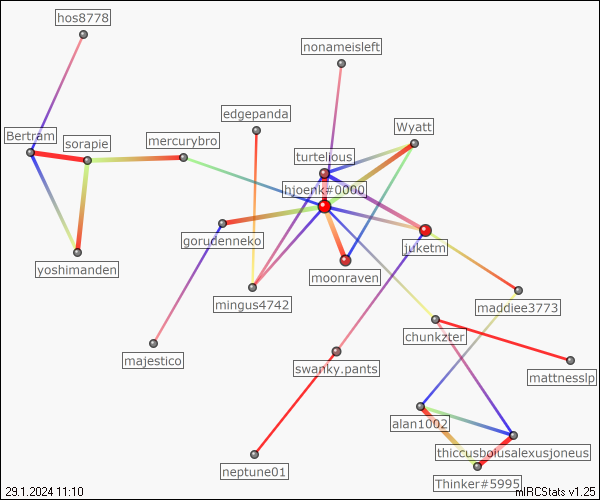 hos8778
nonameisleft
edgepanda
Wyatt
Bertram
sorapie
mercurybro
turtelious
hjoenk#0000
gorudenneko
juketm
yoshimanden
moonraven
mingus4742
maddiee3773
chunkzter
majestico
swanky.pants
mattnesslp
alan1002
thiccusbolusalexusjoneus
neptune01
Thinker#5995
29.1.2024 11:10
mIRCStats v1.25